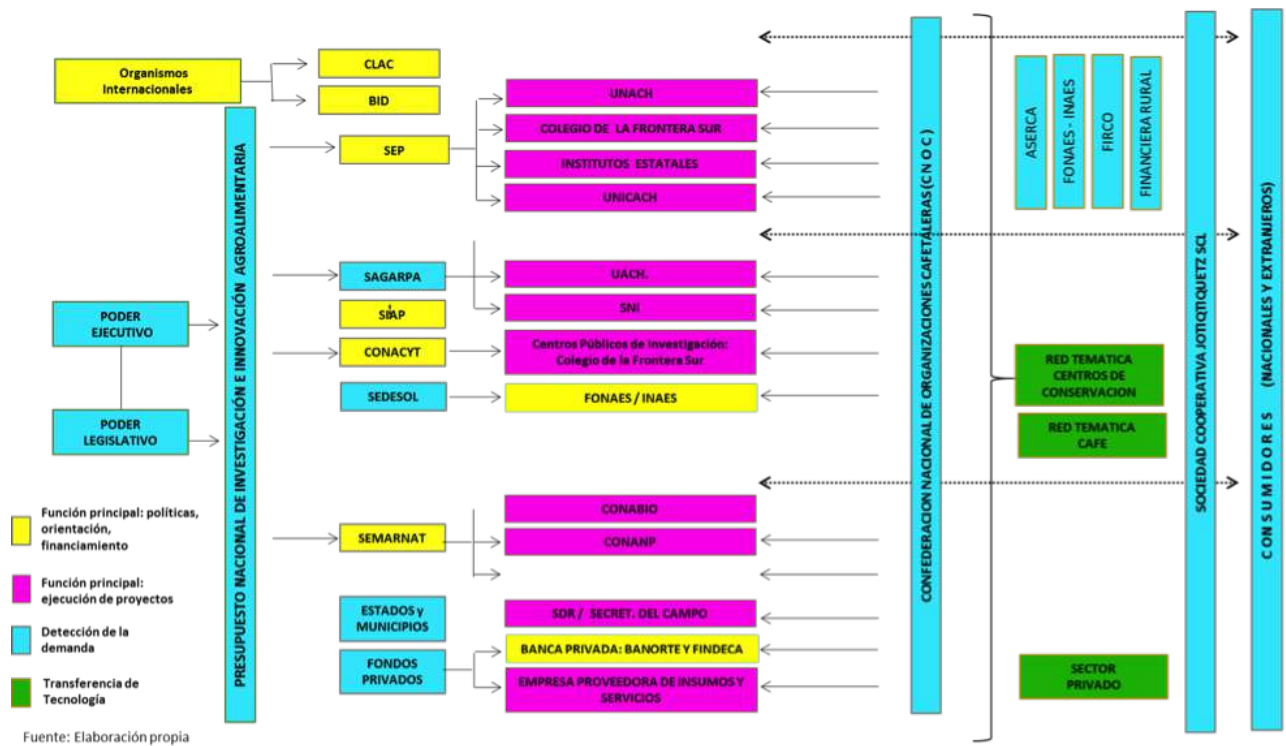 Organismos
Internacionales
CLAC
BID
SEP
UNACH
COLEGIO DE LA FRONTERA SUR
INSTITUTOS ESTATALES
UNICACH
PRESUPUESTO NACIONAL DE INVESTIGACIÓN E INNOVACIÓN AGROALIMENTARIA
PODER
EJECUTIVO
PODER
LEGISLATIVO
SAGARPA
SIAP
CONACYT
SEDESOL
UACH.
SNI
Centros Públicos de Investigación:
Colegio de la Frontera Sur
FONAES / INAES
SEMARNAT
CONABIO
CONANP
ESTADOS y
MUNICIPIOS
FONDOS
PRIVADOS
SDR / SECRET. DEL CAMPO
BANCA PRIVADA: BANORTE Y FINDECA
EMPRESA PROVEEDORA DE INSUMOS Y
SERVICIOS
CONFEDERACION NACIONAL DE ORGANIZACIONES CAFETALERAS (C N O C )
ASERCA
FONAES - INAES
FIRCO
FINANCIERA RURAL
RED TEMATICA
CENTROS DE
CONSERVACION
RED TEMATICA
CAFE
SECTOR
PRIVADO
SOCIEDAD COOPERATIVA JOTIQTIQUETZ SCL
C O N S U M I D O R E S (NACIONALES Y EXTRANJEROS)
Función principal: políticas,
orientación,
financiamiento
Función principal:
ejecución de proyectos
Detección de la
demanda
Transferencia de
Tecnología
Fuente: Elaboración propia